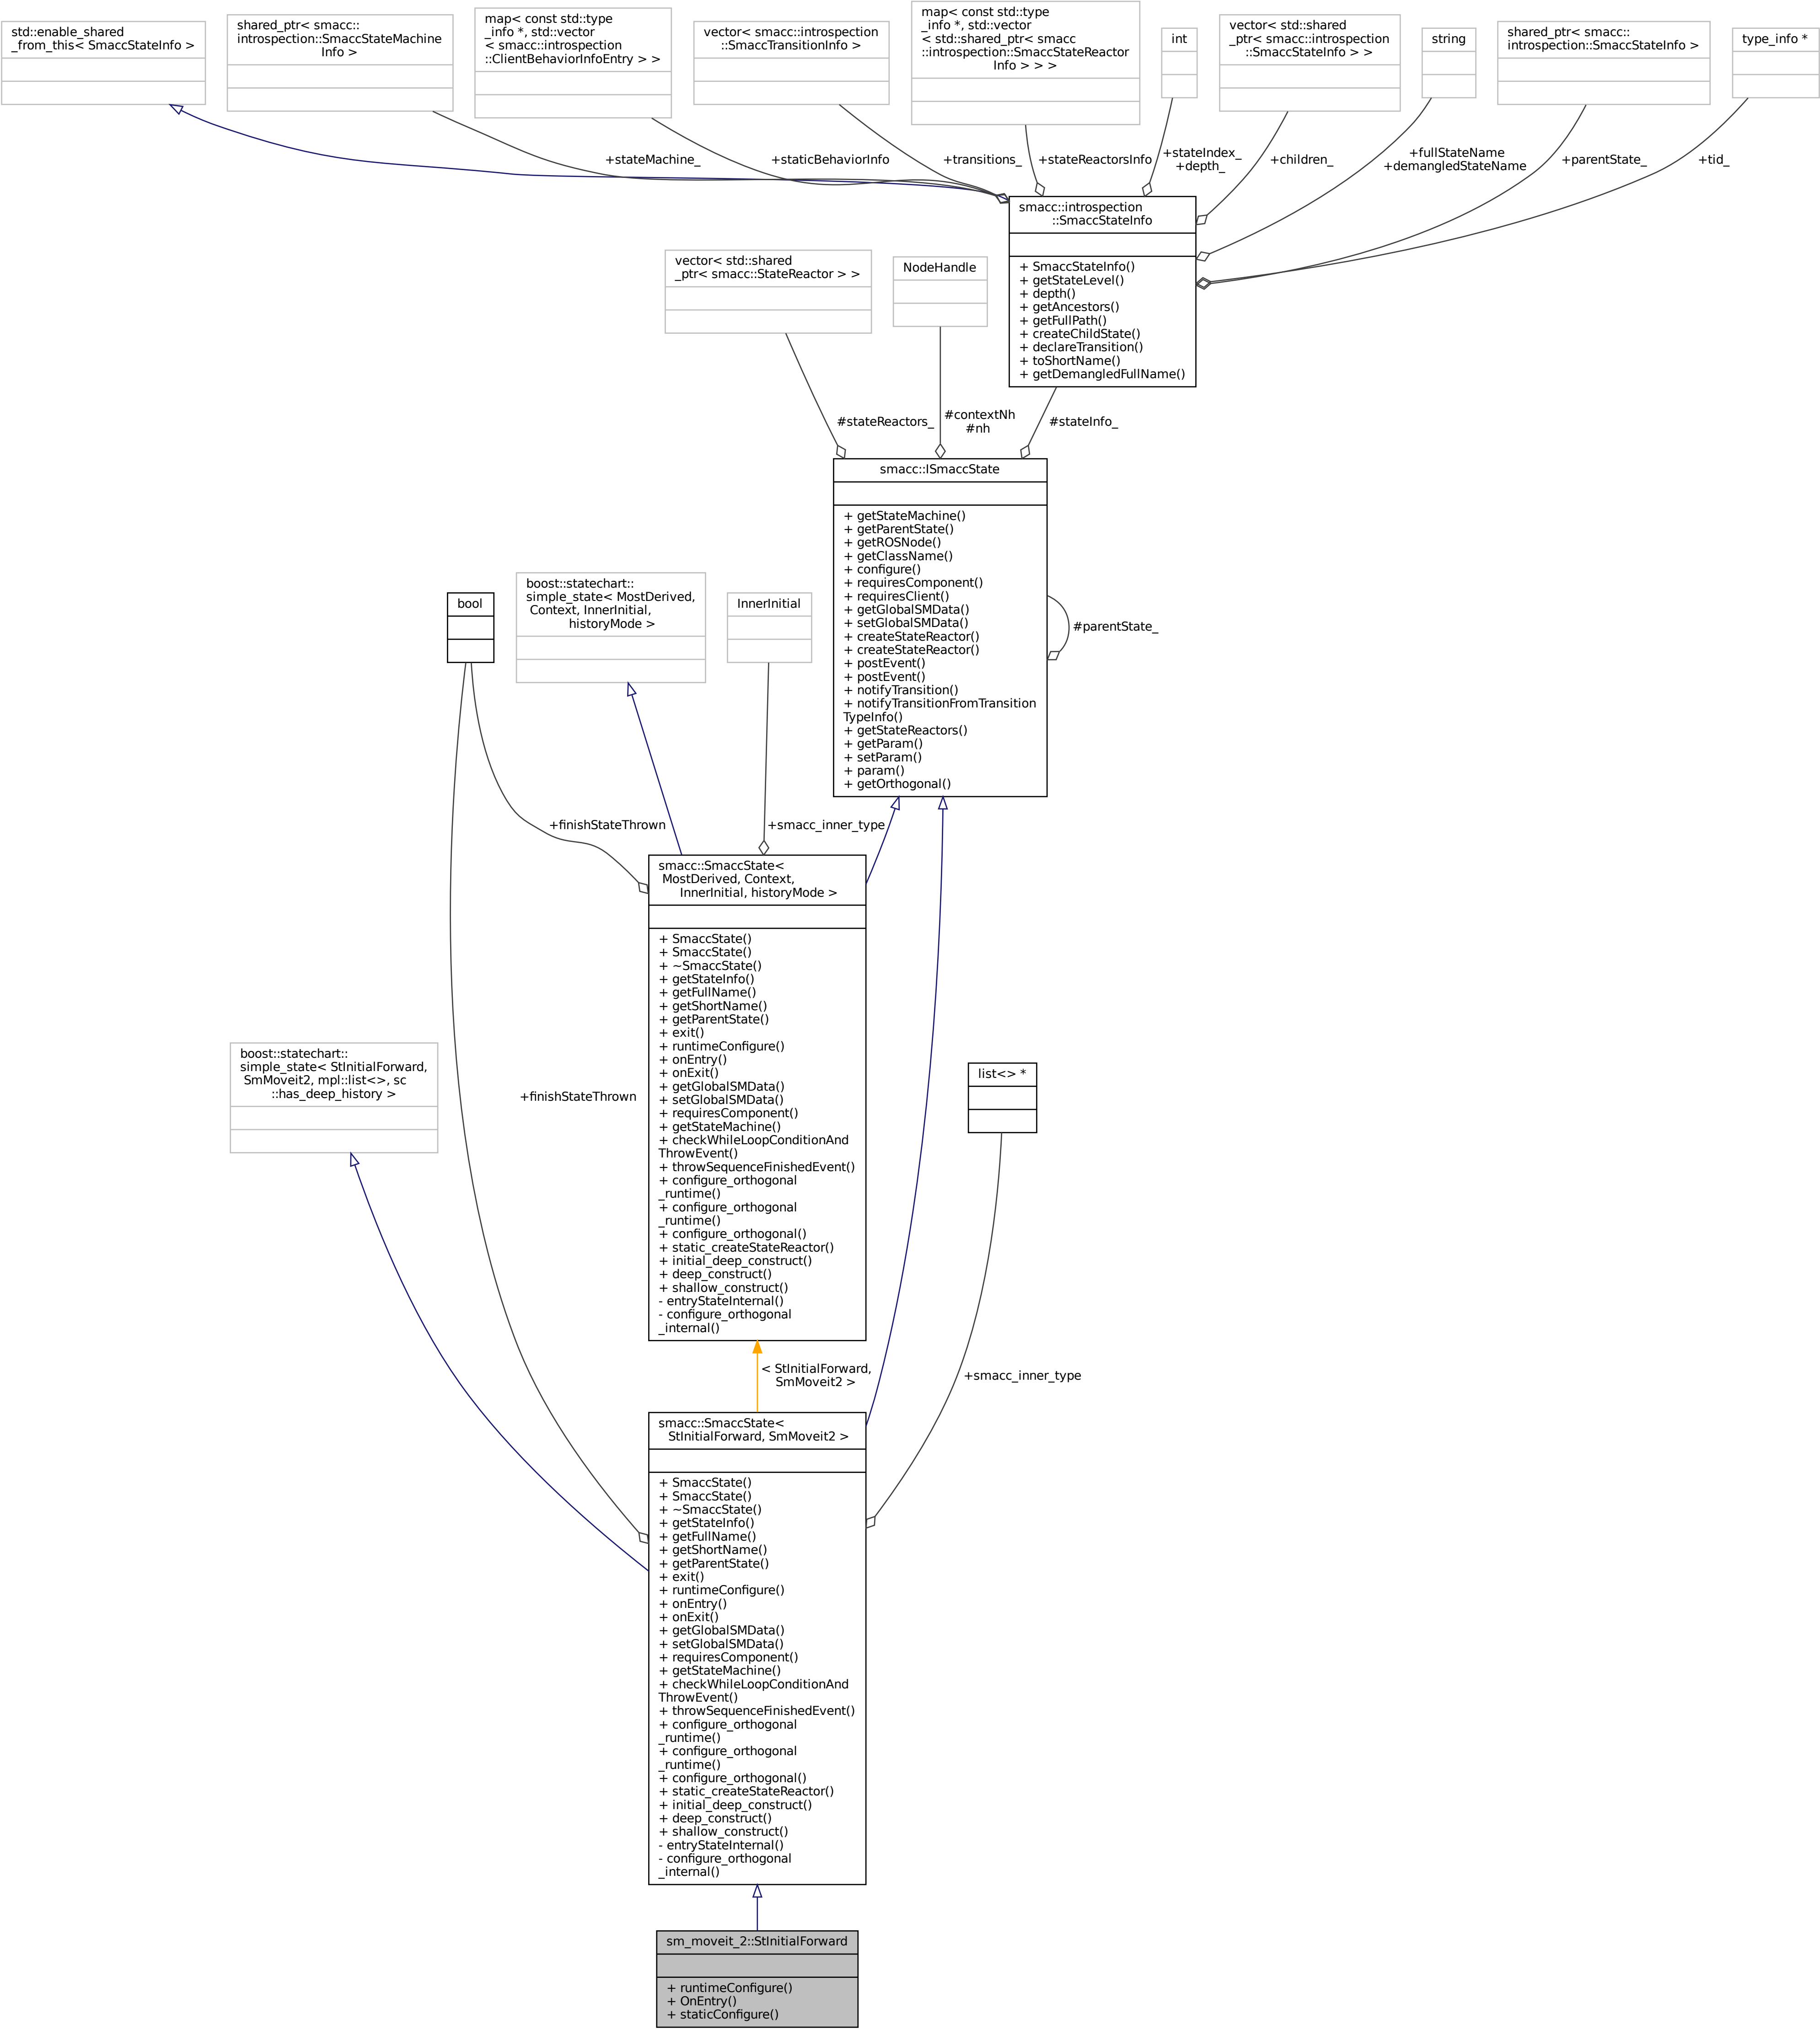 std::enable_shared
_from_this< SmaccStateInfo >
shared_ptr< smacc::
introspection::SmaccStateMachine
Info >
map< const std::type
_info *, std::vector
< smacc::introspection
::ClientBehaviorInfoEntry > >
vector< smacc::introspection
::SmaccTransitionInfo >
map< const std::type
_info *, std::vector
< std::shared_ptr< smacc
::introspection::SmaccStateReactor
Info > > >
int
vector< std::shared
_ptr< smacc::introspection
::SmaccStateInfo > >
string
shared_ptr< smacc::
introspection::SmaccStateInfo >
type_info *
+stateMachine_
+staticBehaviorInfo
+transitions_
+stateReactorsInfo
+stateIndex_
+depth_
+children_
+fullStateName
+demangledStateName
+parentState_
+tid_
smacc::introspection
::SmaccStateInfo
+ SmaccStateInfo()
+ getStateLevel()
+ depth()
+ getAncestors()
+ getFullPath()
+ createChildState()
+ declareTransition()
+ toShortName()
+ getDemangledFullName()
vector< std::shared
_ptr< smacc::StateReactor > >
NodeHandle
#stateReactors_
#contextNh
#nh
#stateInfo_
smacc::ISmaccState
+ getStateMachine()
+ getParentState()
+ getROSNode()
+ getClassName()
+ configure()
+ requiresComponent()
+ requiresClient()
+ getGlobalSMData()
+ setGlobalSMData()
+ createStateReactor()
+ createStateReactor()
+ postEvent()
+ postEvent()
+ notifyTransition()
+ notifyTransitionFromTransition
TypeInfo()
+ getStateReactors()
+ getParam()
+ setParam()
+ param()
+ getOrthogonal()
#parentState_
bool
boost::statechart::
simple_state< MostDerived,
Context, InnerInitial,
historyMode >
InnerInitial
+finishStateThrown
+smacc_inner_type
smacc::SmaccState<
MostDerived, Context,
InnerInitial, historyMode >
+ SmaccState()
+ SmaccState()
+ ~SmaccState()
+ getStateInfo()
+ getFullName()
+ getShortName()
+ getParentState()
+ exit()
+ runtimeConfigure()
+ onEntry()
+ onExit()
+ getGlobalSMData()
+ setGlobalSMData()
+ requiresComponent()
+ getStateMachine()
+ checkWhileLoopConditionAnd
ThrowEvent()
+ throwSequenceFinishedEvent()
+ configure_orthogonal
_runtime()
+ configure_orthogonal
_runtime()
+ configure_orthogonal()
+ static_createStateReactor()
+ initial_deep_construct()
+ deep_construct()
+ shallow_construct()
- entryStateInternal()
- configure_orthogonal
_internal()
boost::statechart::
simple_state< StInitialForward,
SmMoveit2, mpl::list<>, sc
::has_deep_history >
+finishStateThrown
list<> *
< StInitialForward,
SmMoveit2 >
+smacc_inner_type
smacc::SmaccState<
StInitialForward, SmMoveit2 >
+ SmaccState()
+ SmaccState()
+ ~SmaccState()
+ getStateInfo()
+ getFullName()
+ getShortName()
+ getParentState()
+ exit()
+ runtimeConfigure()
+ onEntry()
+ onExit()
+ getGlobalSMData()
+ setGlobalSMData()
+ requiresComponent()
+ getStateMachine()
+ checkWhileLoopConditionAnd
ThrowEvent()
+ throwSequenceFinishedEvent()
+ configure_orthogonal
_runtime()
+ configure_orthogonal
_runtime()
+ configure_orthogonal()
+ static_createStateReactor()
+ initial_deep_construct()
+ deep_construct()
+ shallow_construct()
- entryStateInternal()
- configure_orthogonal
_internal()
sm_moveit_2::StInitialForward
+ runtimeConfigure()
+ OnEntry()
+ staticConfigure()